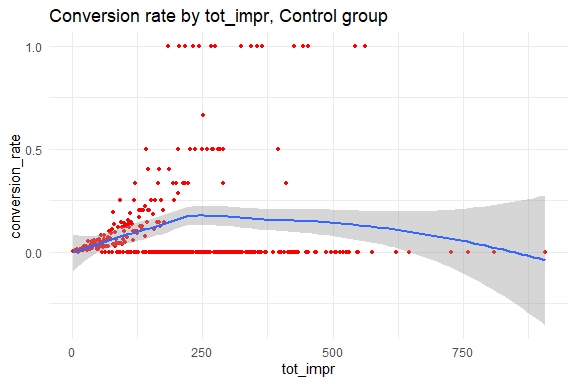 Conversion rate by tot_impr, Control group
conversion_rate
1.0
0.5
0.0
0
250
500
750
tot_impr